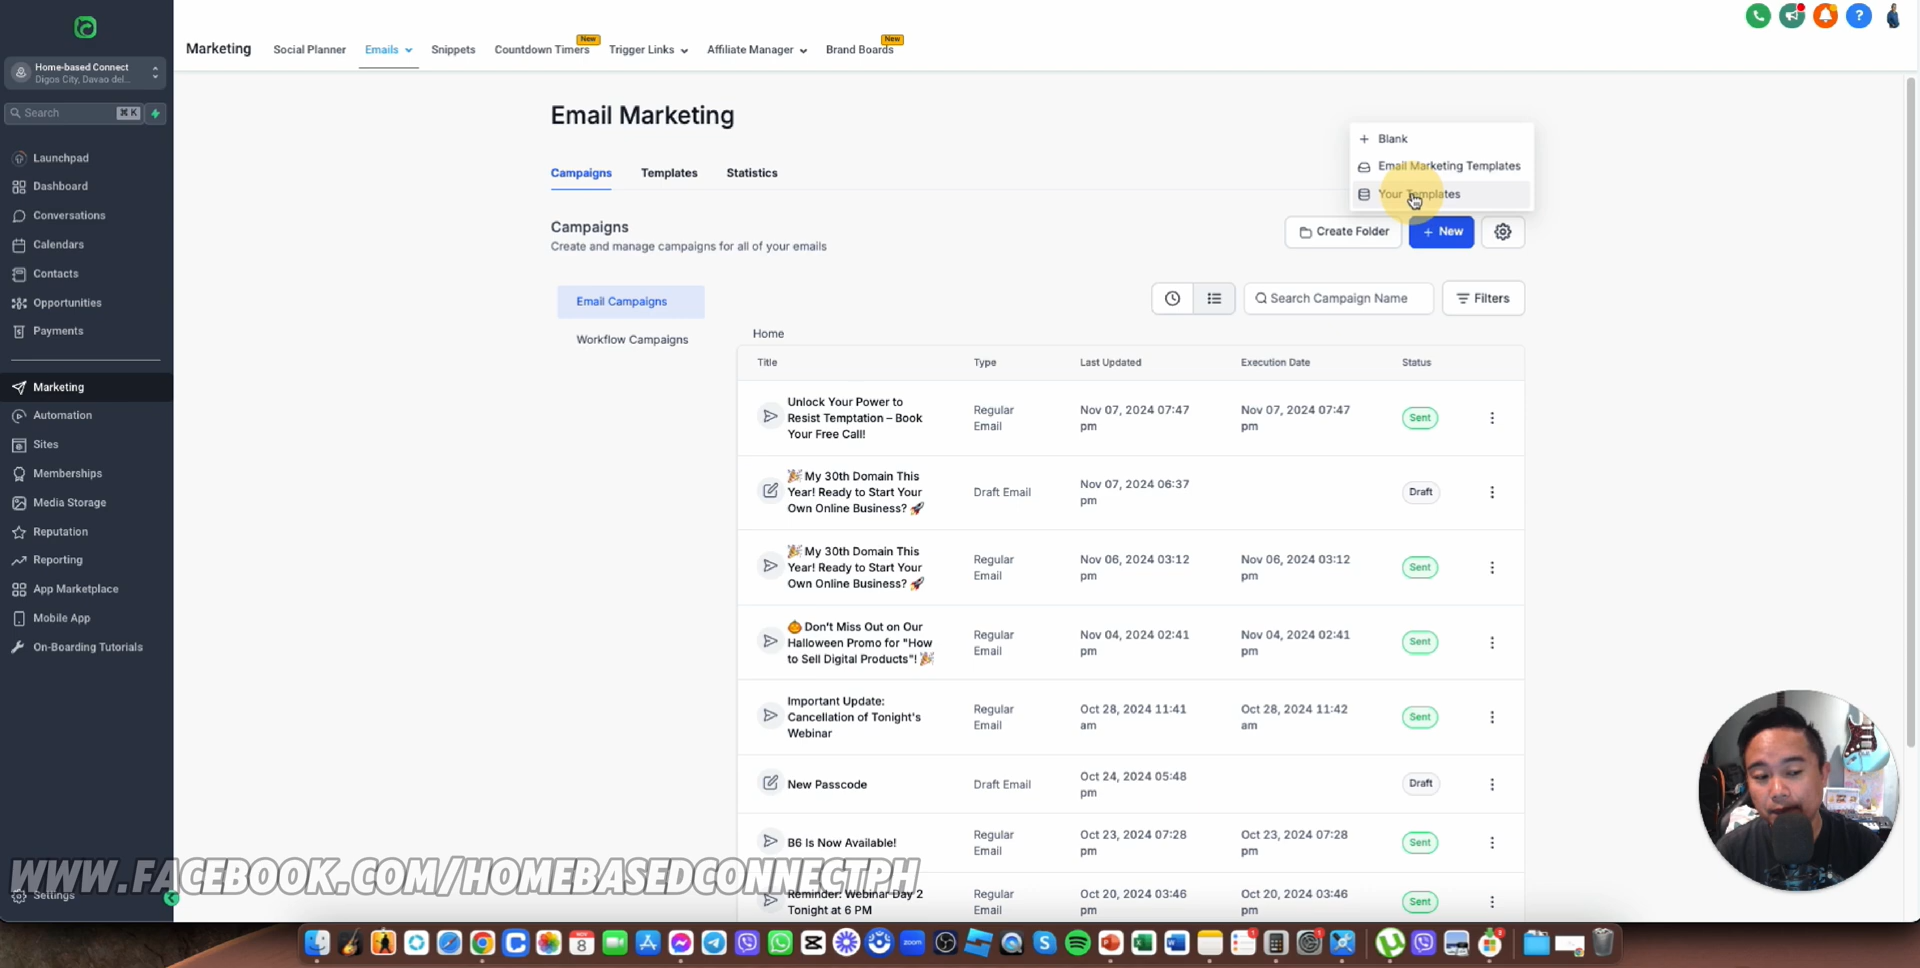 Marketing
Social Planner
Emails
Snippets
Countdown Timers
New
Trigger Links
Affiliate Manager
Brand Boards
New
Home-based Connect
Digos City, Davao del...
Search
⌘ K
Launchpad
Dashboard
Conversations
Calendars
Contacts
Opportunities
Payments
Marketing
Automation
Sites
Memberships
Media Storage
Reputation
Reporting
App Marketplace
Mobile App
On-Boarding Tutorials
Settings
Email Marketing
Blank
Email Marketing Templates
Your Templates
Campaigns
Templates
Statistics
Campaigns
Create and manage campaigns for all of your emails
Create Folder
+ New
Email Campaigns
Workflow Campaigns
Search Campaign Name
Filters
Home
Title Type Last Updated Execution Date Status
Unlock Your Power to
Resist Temptation – Book
Your Free Call!
Regular
Email
Nov 07, 2024 07:47
pm
Nov 07, 2024 07:47
pm
Sent
🎉 My 30th Domain This
Year! Ready to Start Your
Own Online Business? 🚀
Draft Email
Nov 07, 2024 06:37
pm
Draft
🎉 My 30th Domain This
Year! Ready to Start Your
Own Online Business? 🚀
Regular
Email
Nov 06, 2024 03:12
pm
Nov 06, 2024 03:12
pm
Sent
🎃 Don't Miss Out on Our
Halloween Promo for "How
to Sell Digital Products"! 🎉
Regular
Email
Nov 04, 2024 02:41
pm
Nov 04, 2024 02:41
pm
Sent
Important Update:
Cancellation of Tonight's
Webinar
Regular
Email
Oct 28, 2024 11:41
am
Oct 28, 2024 11:42
am
Sent
New Passcode
Draft Email
Oct 24, 2024 05:48
pm
Draft
B6 Is Now Available!
Regular
Email
Oct 23, 2024 07:28
pm
Oct 23, 2024 07:28
pm
Sent
Reminder: Webinar Day 2
Tonight at 6 PM
Regular
Email
Oct 20, 2024 03:46
pm
Oct 20, 2024 03:46
pm
Sent
WWW.FACEBOOK.COM/HOMEBASEDCONNECTPH
NOV
8
zoom